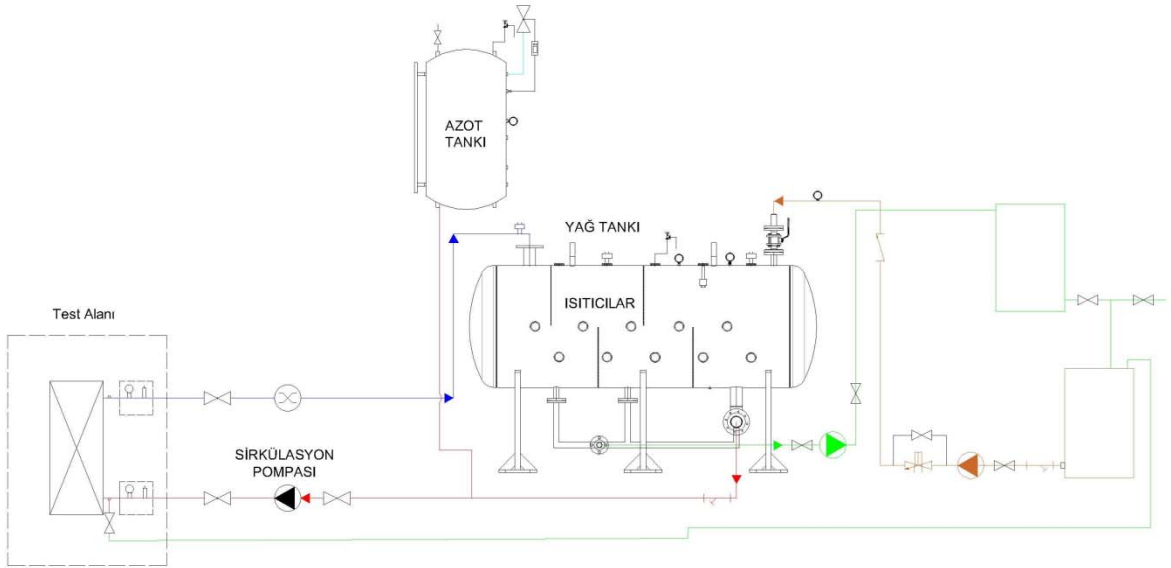 AZOT
TANKI
YAĞ TANKI
ISITICILAR
Test Alanı
SİRKÜLASYON
POMPASI